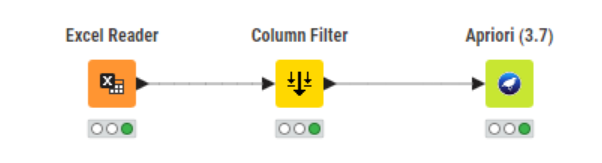 Excel Reader
Column Filter
Apriori (3.7)
X